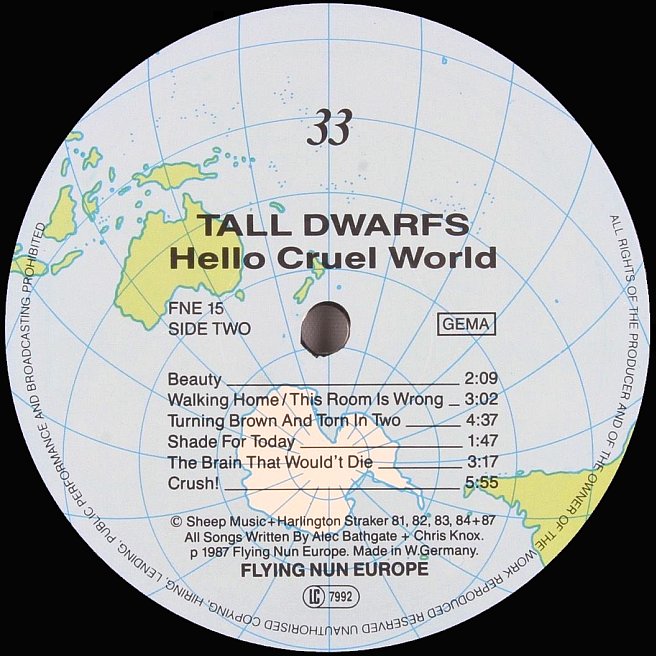 33
TALL DWARFS
Hello Cruel World
FNE 15
SIDE TWO
GEMA
Beauty 2:09
Walking Home/This Room Is Wrong 3:02
Turning Brown And Torn In Two 4:37
Shade For Today 1:47
The Brain That Would't Die 3:17
Crush! 5:55
© Sheep Music+Harlington Straker 81, 82, 83, 84+87
All Songs Written By Alec Bathgate + Chris Knox.
p 1987 Flying Nun Europe. Made in W.Germany.
FLYING NUN EUROPE
LC 7992
ALL RIGHTS OF THE PRODUCER AND OF THE OWNER OF THE WORK REPRODUCED RESERVED UNAUTHORISED COPYING, HIRING, LENDING, PUBLIC PERFORMANCE AND BROADCASTING PROHIBITED